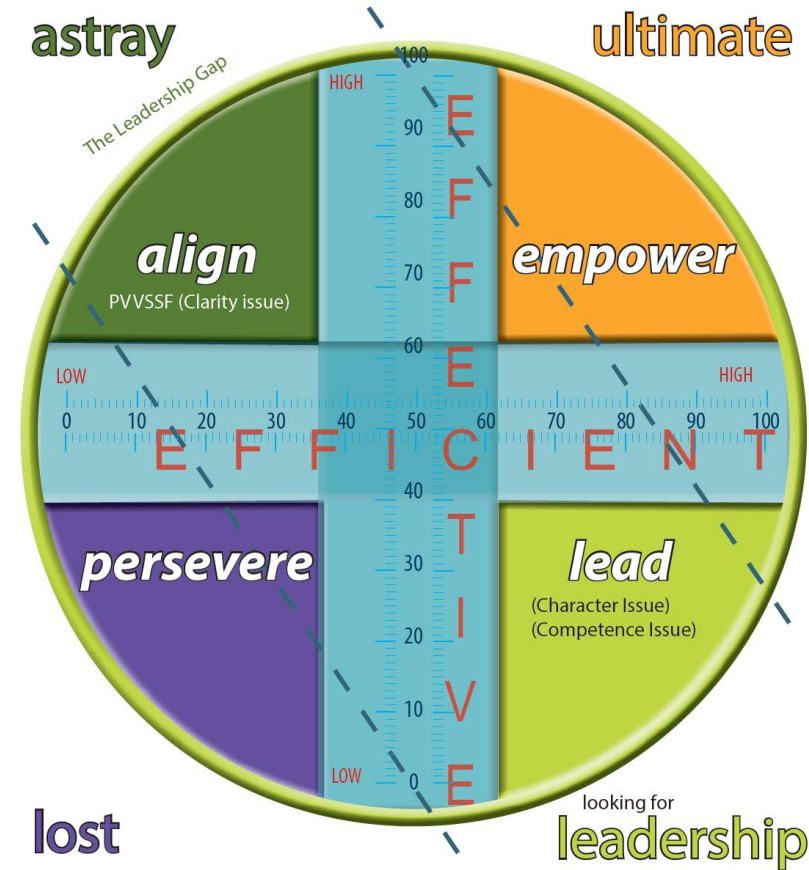 astray
ultimate
The Leadership Gap
HIGH
100
90
80
70
60
50
40
30
20
10
0
LOW
align
PVVSSF (Clarity issue)
empower
LOW
HIGH
0 10 20 30 40 50 60 70 80 90 100
EFFICIENT
EFFECTIVE
persevere
lead
(Character Issue)
(Competence Issue)
lost
looking for
leadership